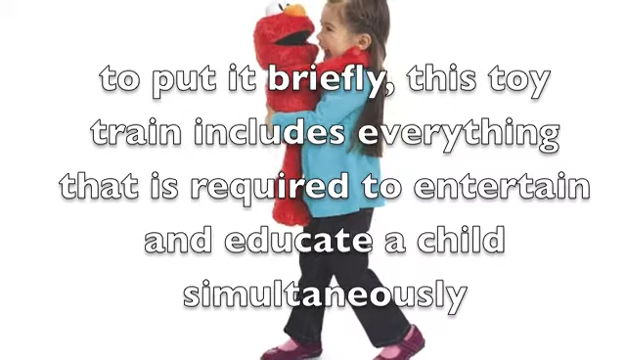 to put it briefly, this toy
train includes everything
that is required to entertain
and educate a child
simultaneously